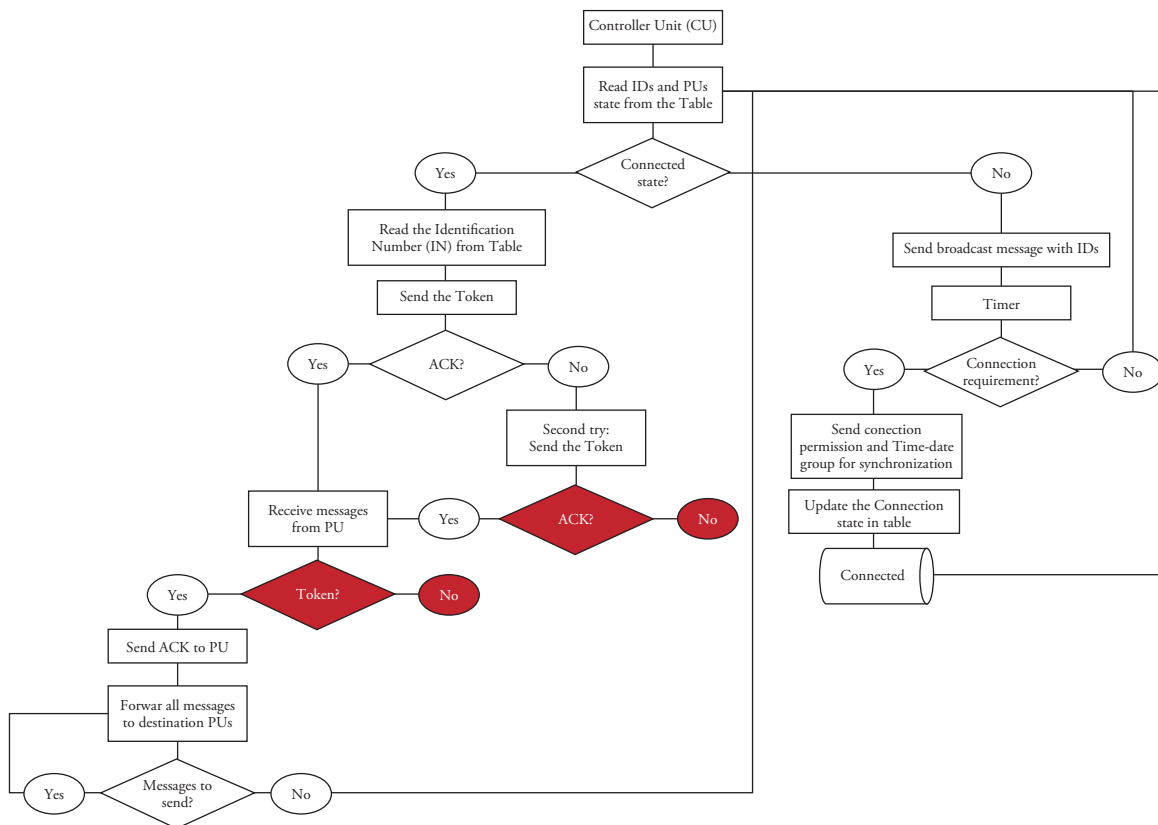 Controller Unit (CU)
Read IDs and PUs
state from the Table
Connected
state?
Yes
No
Read the Identification
Number (IN) from Table
Send broadcast message with IDs
Send the Token
Timer
Yes
ACK?
No
Yes
Connection
requirement?
No
Second try:
Send the Token
Send conection
permission and Time-date
group for synchronization
Receive messages
from PU
Yes
ACK?
No
Update the Connection
state in table
Connected
Yes
Token?
No
Send ACK to PU
Forwar all messages
to destination PUs
Yes
Messages to
send?
No